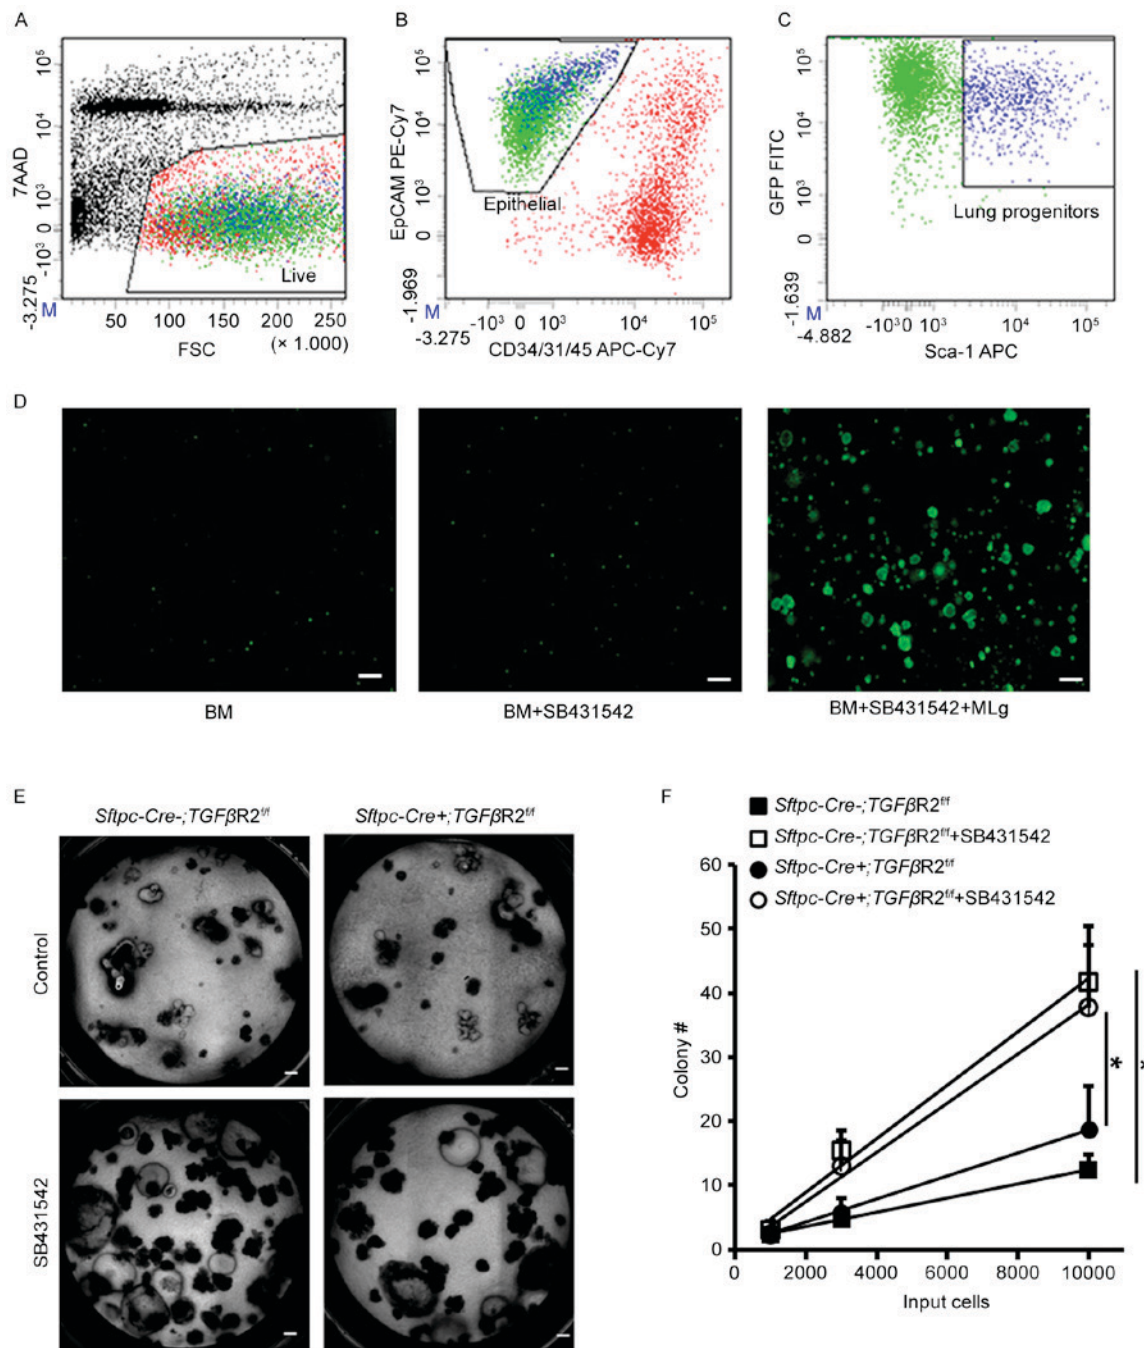 A
10⁵
10⁴
10³
0
-10³
-3.275
M
7AAD
Live
50 100 150 200 250
(× 1.000)
FSC
B
10⁵
10⁴
10³
0
-1.969
M
EpCAM PE-Cy7
Epithelial
-10³ 0 10³ 10⁴ 10⁵
-3.275
CD34/31/45 APC-Cy7
C
10⁵
10⁴
10³
0
-1.639
M
GFP FITC
Lung progenitors
-10³ 0 10³ 10⁴ 10⁵
-4.882
Sca-1 APC
D
BM
BM+SB431542
BM+SB431542+MLg
E
Sftpc-Cre-;TGFβR2f/f
Sftpc-Cre+;TGFβR2f/f
Control
SB431542
F
Sftpc-Cre-;TGFβR2f/f
Sftpc-Cre-;TGFβR2f/f+SB431542
Sftpc-Cre+;TGFβR2f/f
Sftpc-Cre+;TGFβR2f/f+SB431542
60
50
40
30
20
10
0
Colony #
*
*
0 2000 4000 6000 8000 10000
Input cells